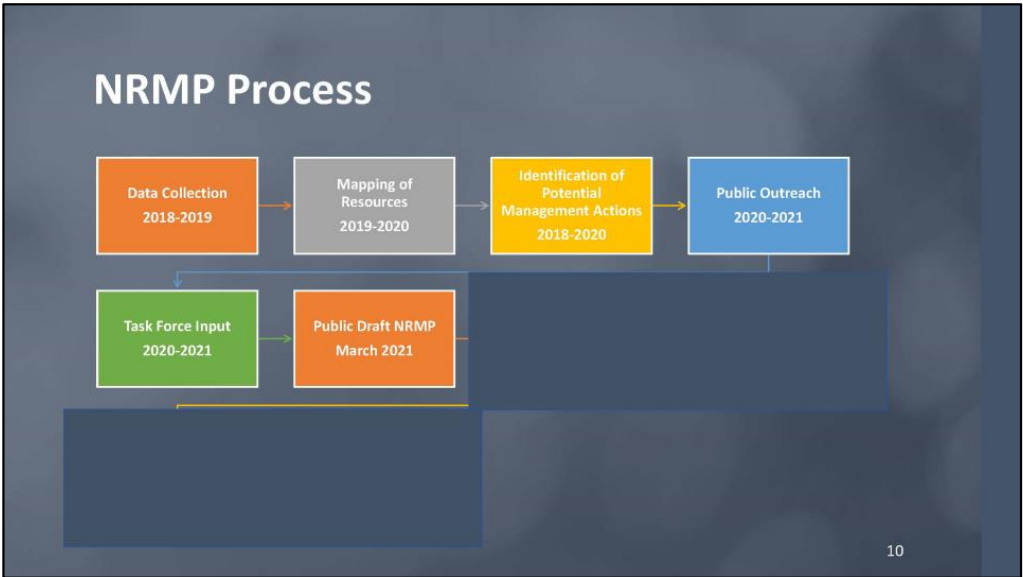 NRMP Process
Data Collection
2018-2019
Mapping of
Resources
2019-2020
Identification of
Potential
Management Actions
2018-2020
Public Outreach
2020-2021
Task Force Input
2020-2021
Public Draft NRMP
March 2021
10